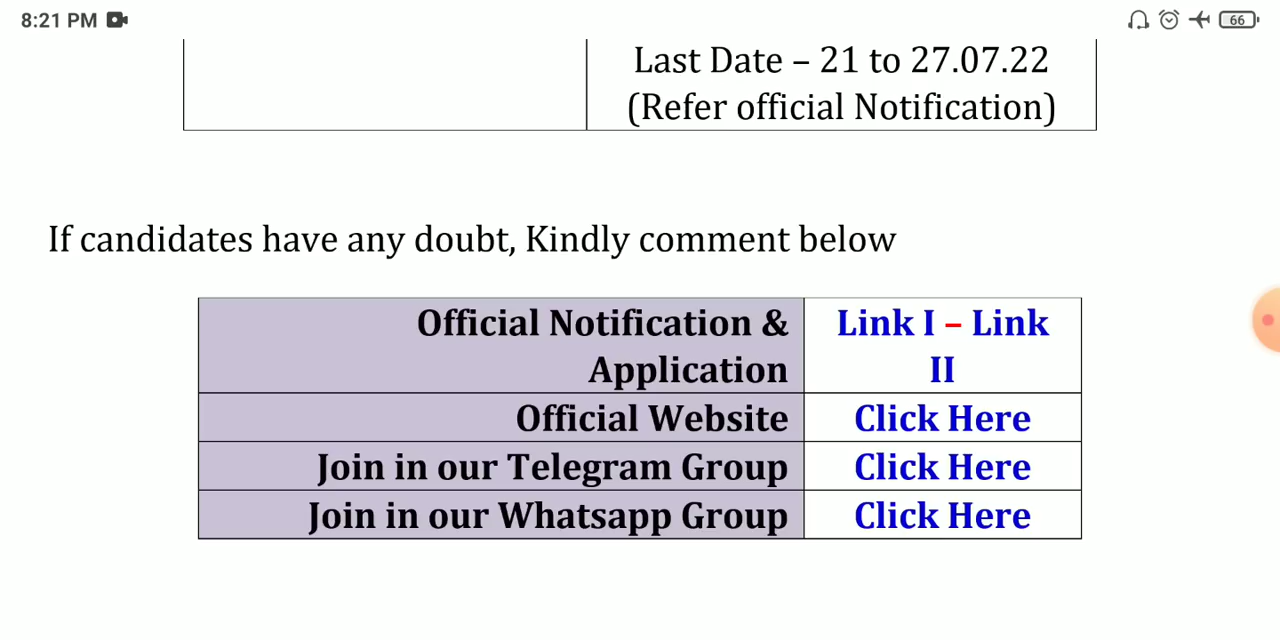 8:21 PM
66
Last Date – 21 to 27.07.22
(Refer official Notification)
If candidates have any doubt, Kindly comment below
Official Notification & Link I – Link
Application II
Official Website Click Here
Join in our Telegram Group Click Here
Join in our Whatsapp Group Click Here